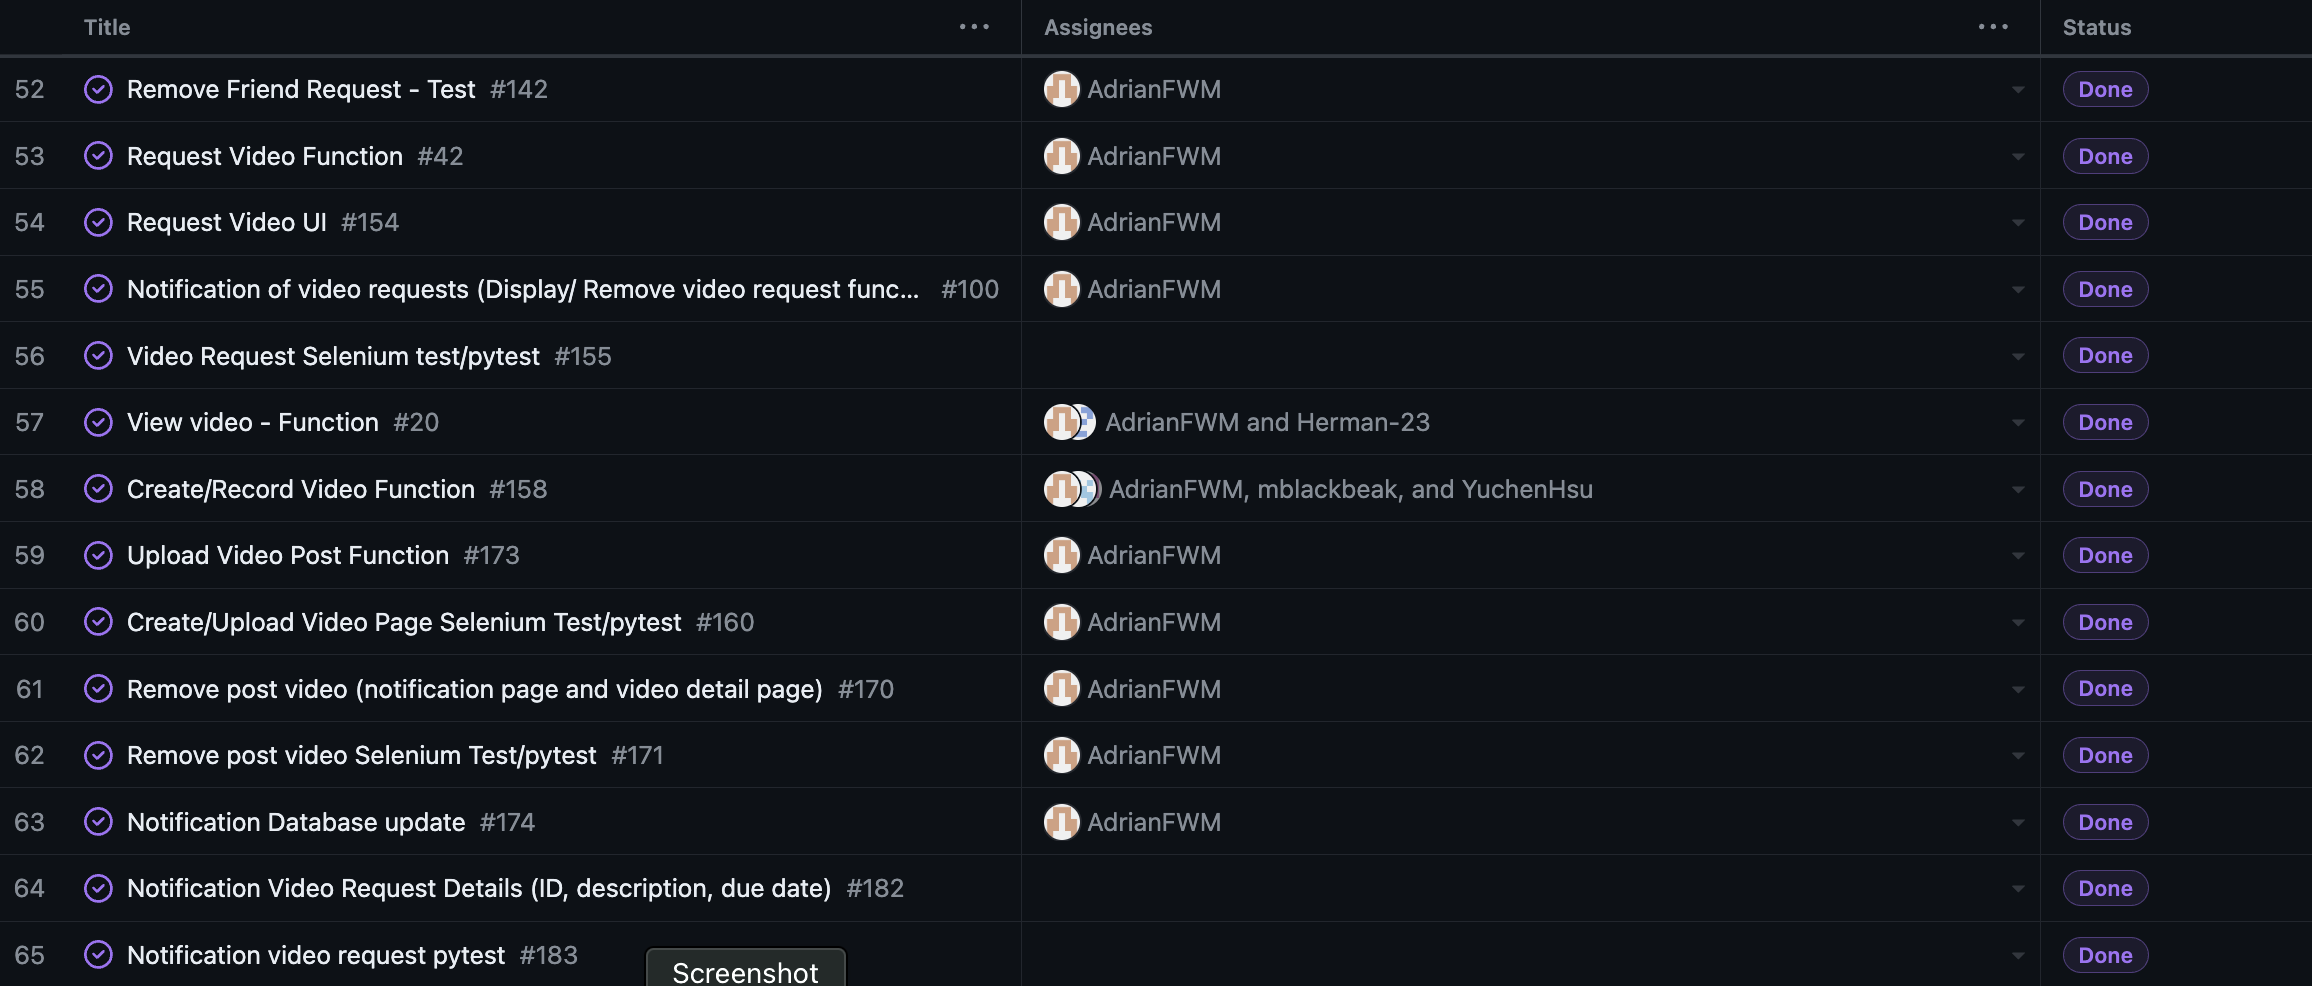 Title ... Assignees ... Status
52 Remove Friend Request - Test #142 AdrianFWM Done
53 Request Video Function #42 AdrianFWM Done
54 Request Video UI #154 AdrianFWM Done
55 Notification of video requests (Display/ Remove video request func... #100 AdrianFWM Done
56 Video Request Selenium test/pytest #155 Done
57 View video - Function #20 AdrianFWM and Herman-23 Done
58 Create/Record Video Function #158 AdrianFWM, mblackbeak, and YuchenHsu Done
59 Upload Video Post Function #173 AdrianFWM Done
60 Create/Upload Video Page Selenium Test/pytest #160 AdrianFWM Done
61 Remove post video (notification page and video detail page) #170 AdrianFWM Done
62 Remove post video Selenium Test/pytest #171 AdrianFWM Done
63 Notification Database update #174 AdrianFWM Done
64 Notification Video Request Details (ID, description, due date) #182 Done
65 Notification video request pytest #183 Done
Screenshot